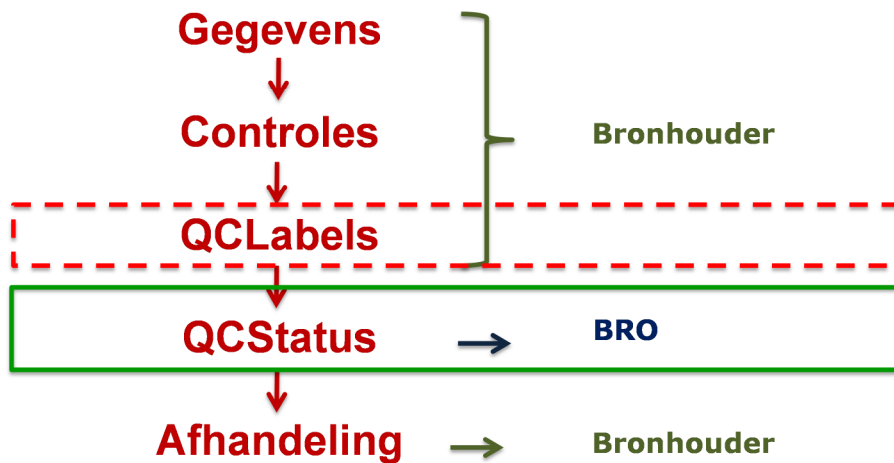 Gegevens
Controles
Bronhouder
QCLabels
QCStatus
BRO
Afhandeling
Bronhouder